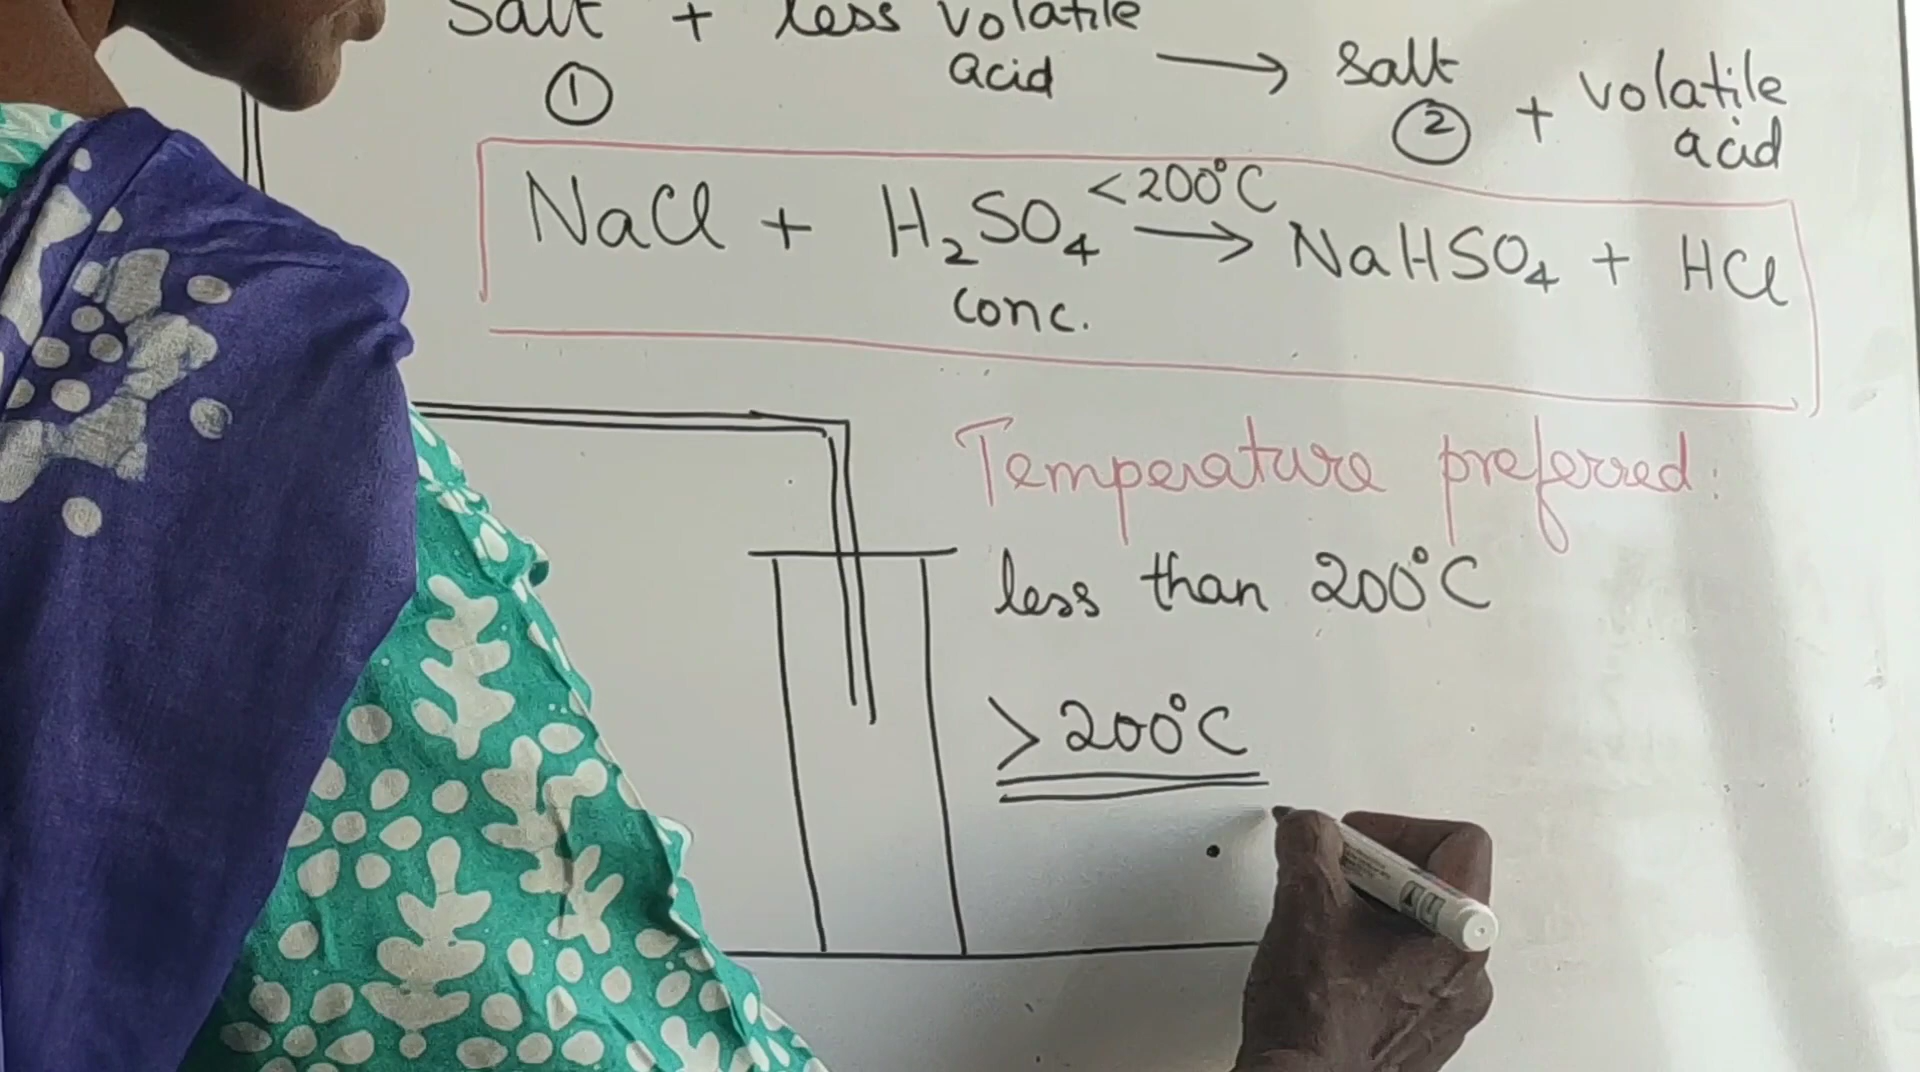 Salt + less volatile acid → salt + volatile acid
① ②
NaCl + H₂SO₄ <200°C → NaHSO₄ + HCl
conc.
Temperature preferred:
less than 200°C
>200°C